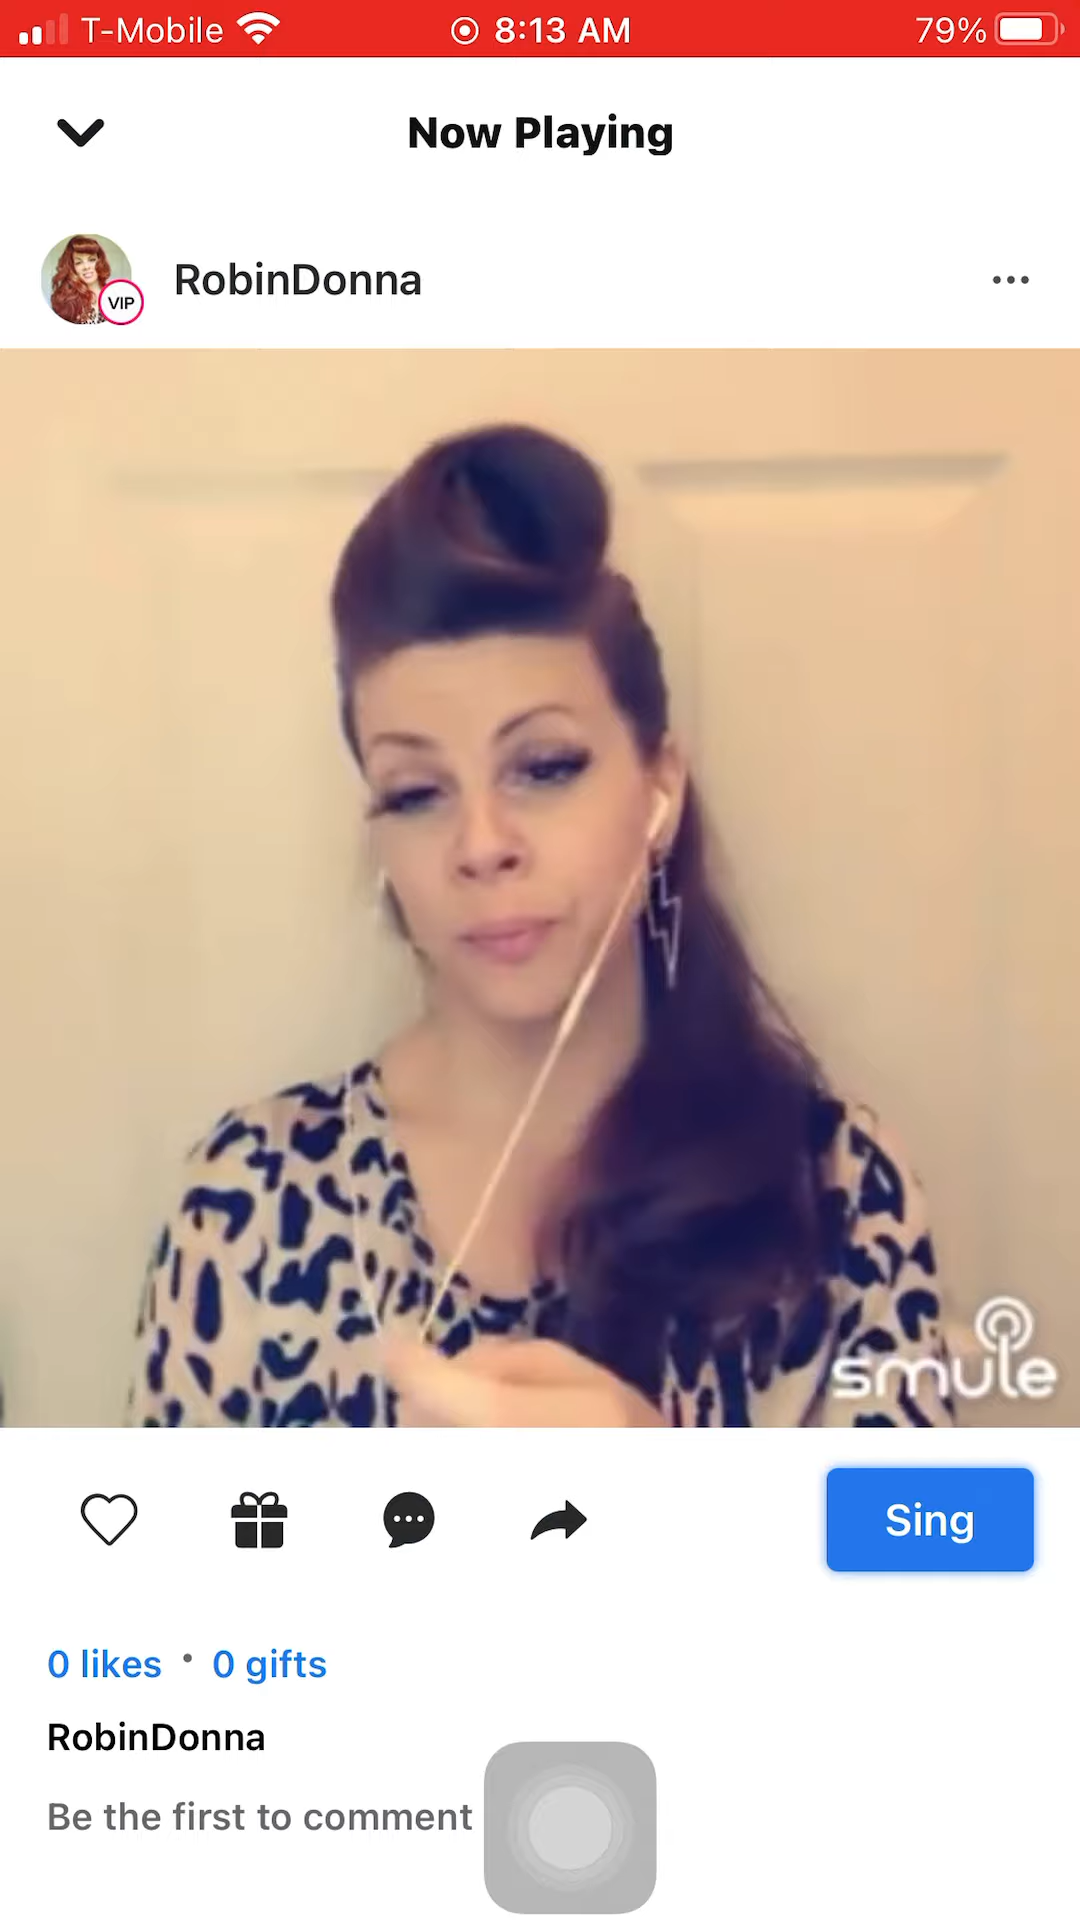 T-Mobile 8:13 AM 79%
Now Playing
VIP
RobinDonna
smule
Sing
0 likes • 0 gifts
RobinDonna
Be the first to comment